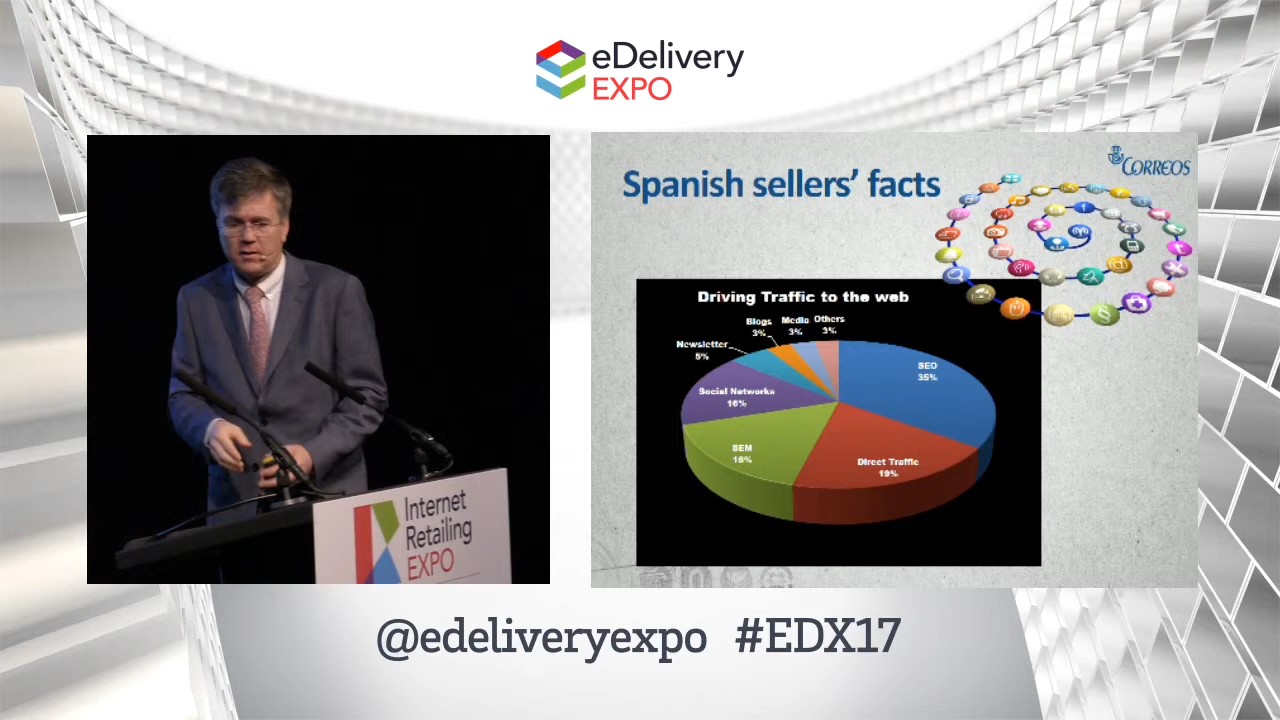 eDelivery
EXPO
Spanish sellers' facts
CORREOS
Driving Traffic to the web
Blogs
3%
Media
3%
Others
3%
Newsletter
5%
SEO
35%
Social Networks
16%
SEM
16%
Direct Traffic
19%
Internet
Retailing
EXPO
@edeliveryexpo #EDX17